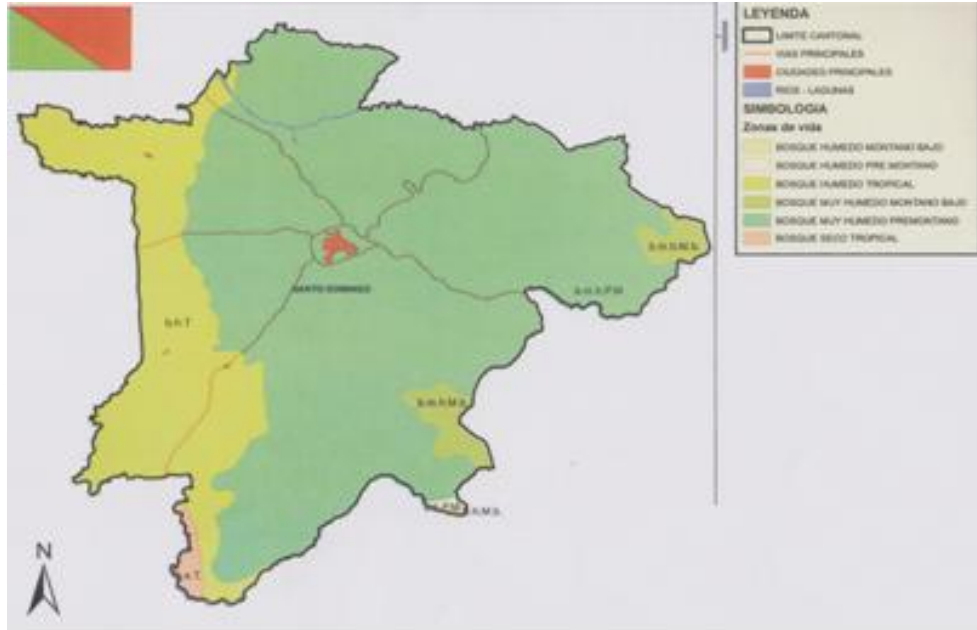 LEYENDA
LIMITE CANTONAL
VIAS PRINCIPALES
CIUDADES PRINCIPALES
RIOS - LAGUNAS
SIMBOLOGIA
Zonas de vida
BOSQUE HUMEDO MONTANO BAJO
BOSQUE HUMEDO PRE MONTANO
BOSQUE HUMEDO TROPICAL
BOSQUE MUY HUMEDO MONTANO BAJO
BOSQUE MUY HUMEDO PREMONTANO
BOSQUE SECO TROPICAL
SANTO DOMINGO
b.h.T
N